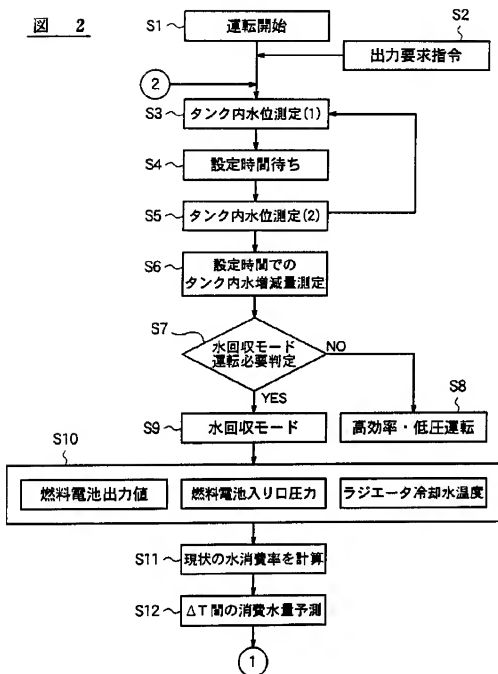 図 2
S1 運転開始
S2
出力要求指令
2
S3 タンク内水位測定(1)
S4 設定時間待ち
S5 タンク内水位測定(2)
S6 設定時間での
タンク内水増減量測定
S7 水回収モード
運転必要判定
NO
YES
S8
高効率・低圧運転
S9 水回収モード
S10
燃料電池出力値 燃料電池入り口圧力 ラジエータ冷却水温度
S11 現状の水消費率を計算
S12 ΔT間の消費水量予測
1